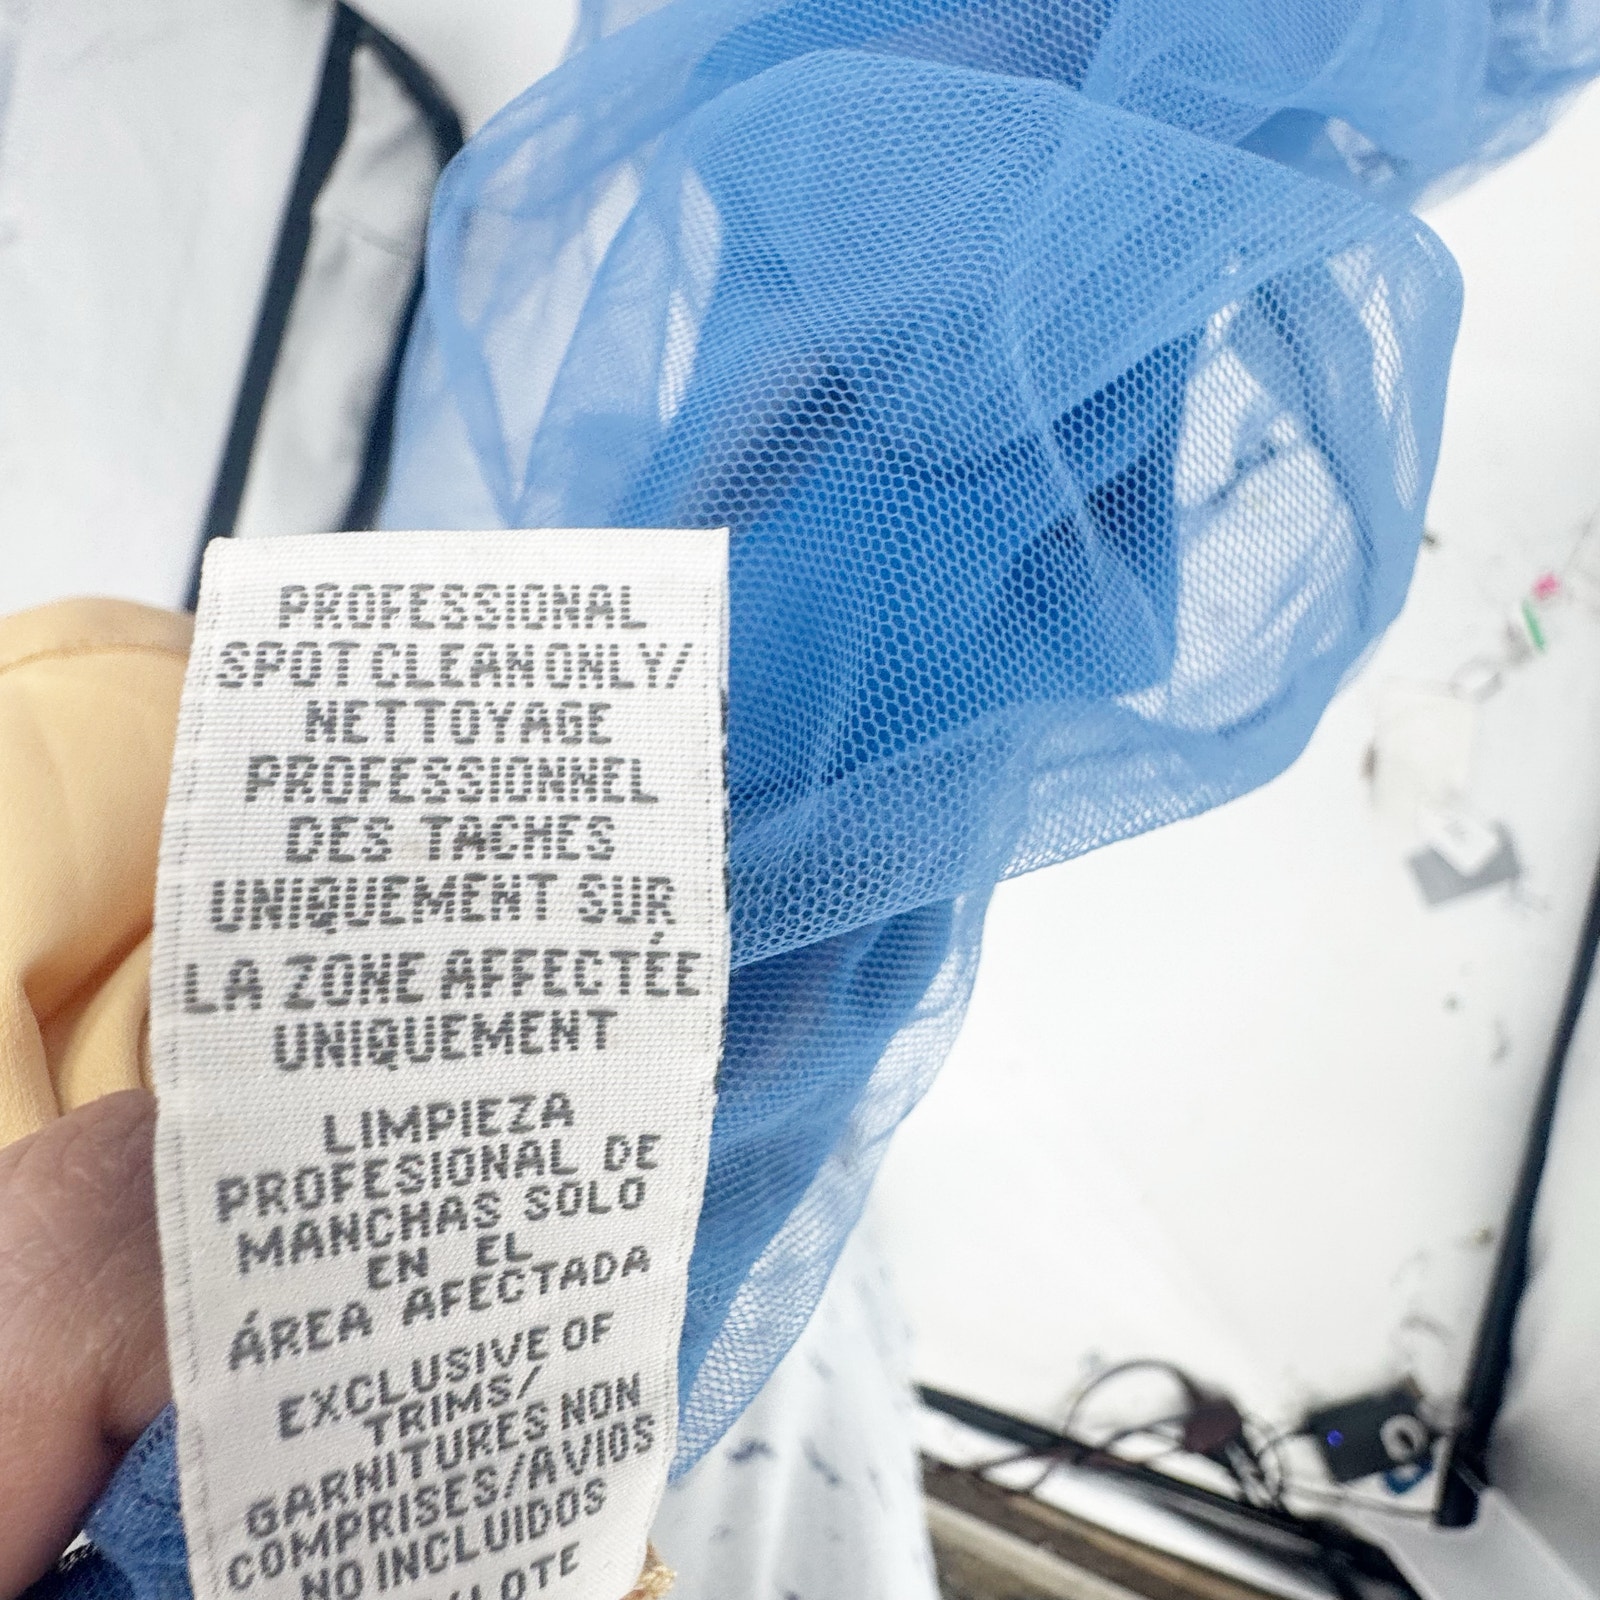 PROFESSIONAL
SPOT CLEAN ONLY/
NETTOYAGE
PROFESSIONNEL
DES TACHES
UNIQUEMENT SUR
LA ZONE AFFECTÉE
UNIQUEMENT
LIMPIEZA
PROFESIONAL DE
MANCHAS SOLO
EN EL
ÁREA AFECTADA
EXCLUSIVE OF
TRIMS/
GARNITURES NON
COMPRISES/AVIOS
NO INCLUIDOS
/LOTE